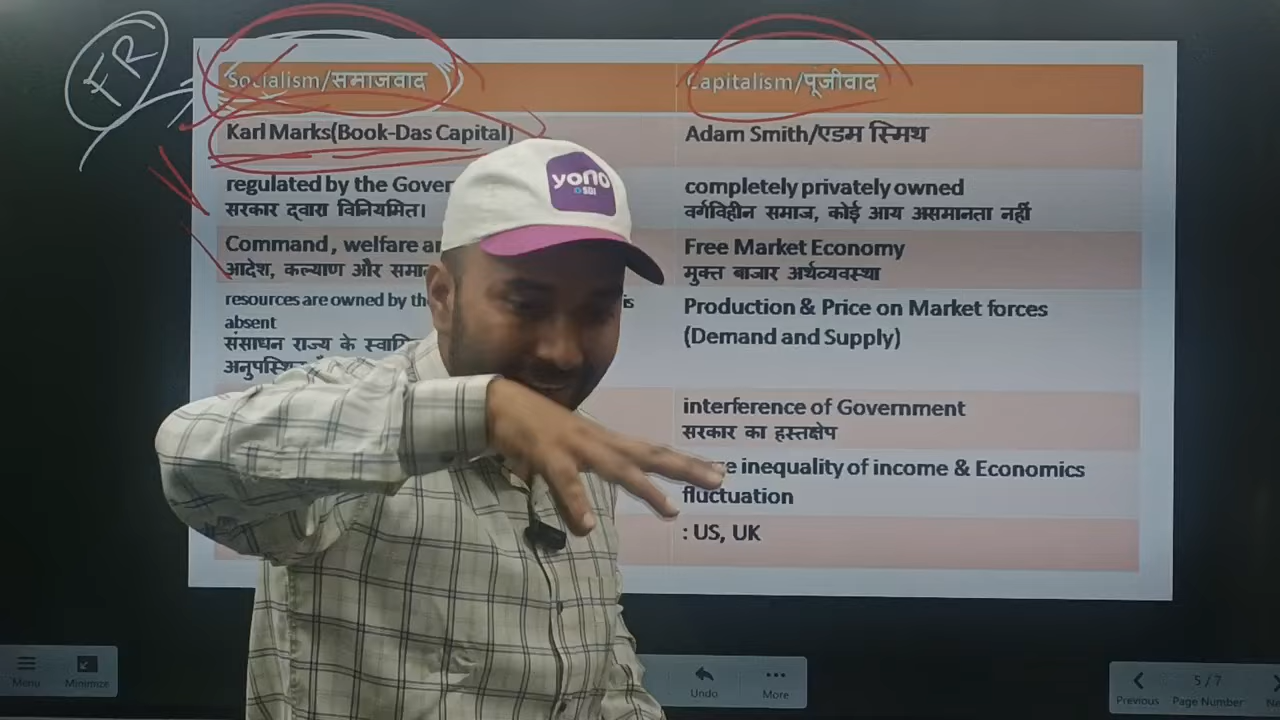 FR
Socialism/समाजवाद
Capitalism/पूंजीवाद
Karl Marks(Book-Das Capital)
Adam Smith/एडम स्मिथ
regulated by the
सरकार द्वारा विनियमित।
completely privately owned
वर्गविहीन समाज, कोई आय असमानता नहीं
Command, welfare
आदेश, कल्याण और
Free Market Economy
मुक्त बाजार अर्थव्यवस्था
resources are owned by
absent
संसाधन राज्य के
Production & Price on Market forces
(Demand and Supply)
interference of Government
सरकार का हस्तक्षेप
inequality of income & Economics
fluctuation
: US, UK
yono
SBI
Menu
Minimize
Undo
More
Previous
5/7
Page Number